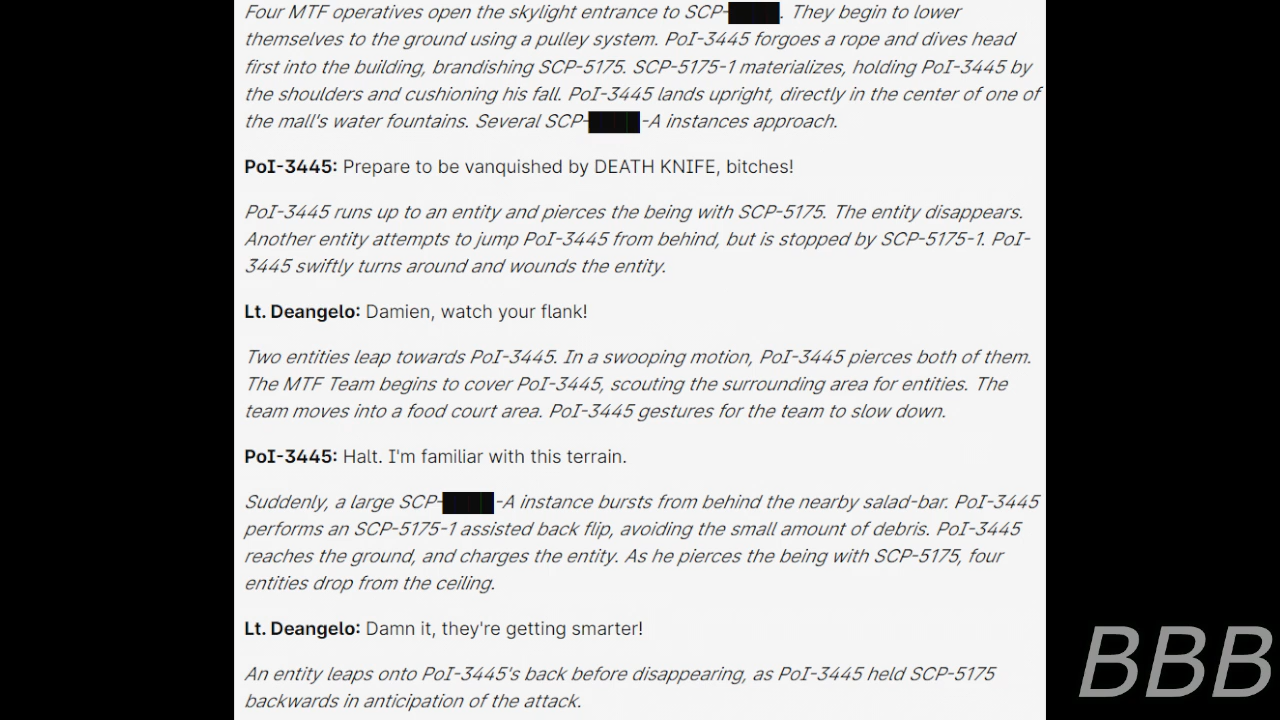 Four MTF operatives open the skylight entrance to SCP-████. They begin to lower
themselves to the ground using a pulley system. PoI-3445 forgoes a rope and dives head
first into the building, brandishing SCP-5175. SCP-5175-1 materializes, holding PoI-3445 by
the shoulders and cushioning his fall. PoI-3445 lands upright, directly in the center of one of
the mall's water fountains. Several SCP-████-A instances approach.
PoI-3445: Prepare to be vanquished by DEATH KNIFE, bitches!
PoI-3445 runs up to an entity and pierces the being with SCP-5175. The entity disappears.
Another entity attempts to jump PoI-3445 from behind, but is stopped by SCP-5175-1. PoI-
3445 swiftly turns around and wounds the entity.
Lt. Deangelo: Damien, watch your flank!
Two entities leap towards PoI-3445. In a swooping motion, PoI-3445 pierces both of them.
The MTF Team begins to cover PoI-3445, scouting the surrounding area for entities. The
team moves into a food court area. PoI-3445 gestures for the team to slow down.
PoI-3445: Halt. I'm familiar with this terrain.
Suddenly, a large SCP-████-A instance bursts from behind the nearby salad-bar. PoI-3445
performs an SCP-5175-1 assisted back flip, avoiding the small amount of debris. PoI-3445
reaches the ground, and charges the entity. As he pierces the being with SCP-5175, four
entities drop from the ceiling.
Lt. Deangelo: Damn it, they're getting smarter!
An entity leaps onto PoI-3445's back before disappearing, as PoI-3445 held SCP-5175
backwards in anticipation of the attack.
BBB